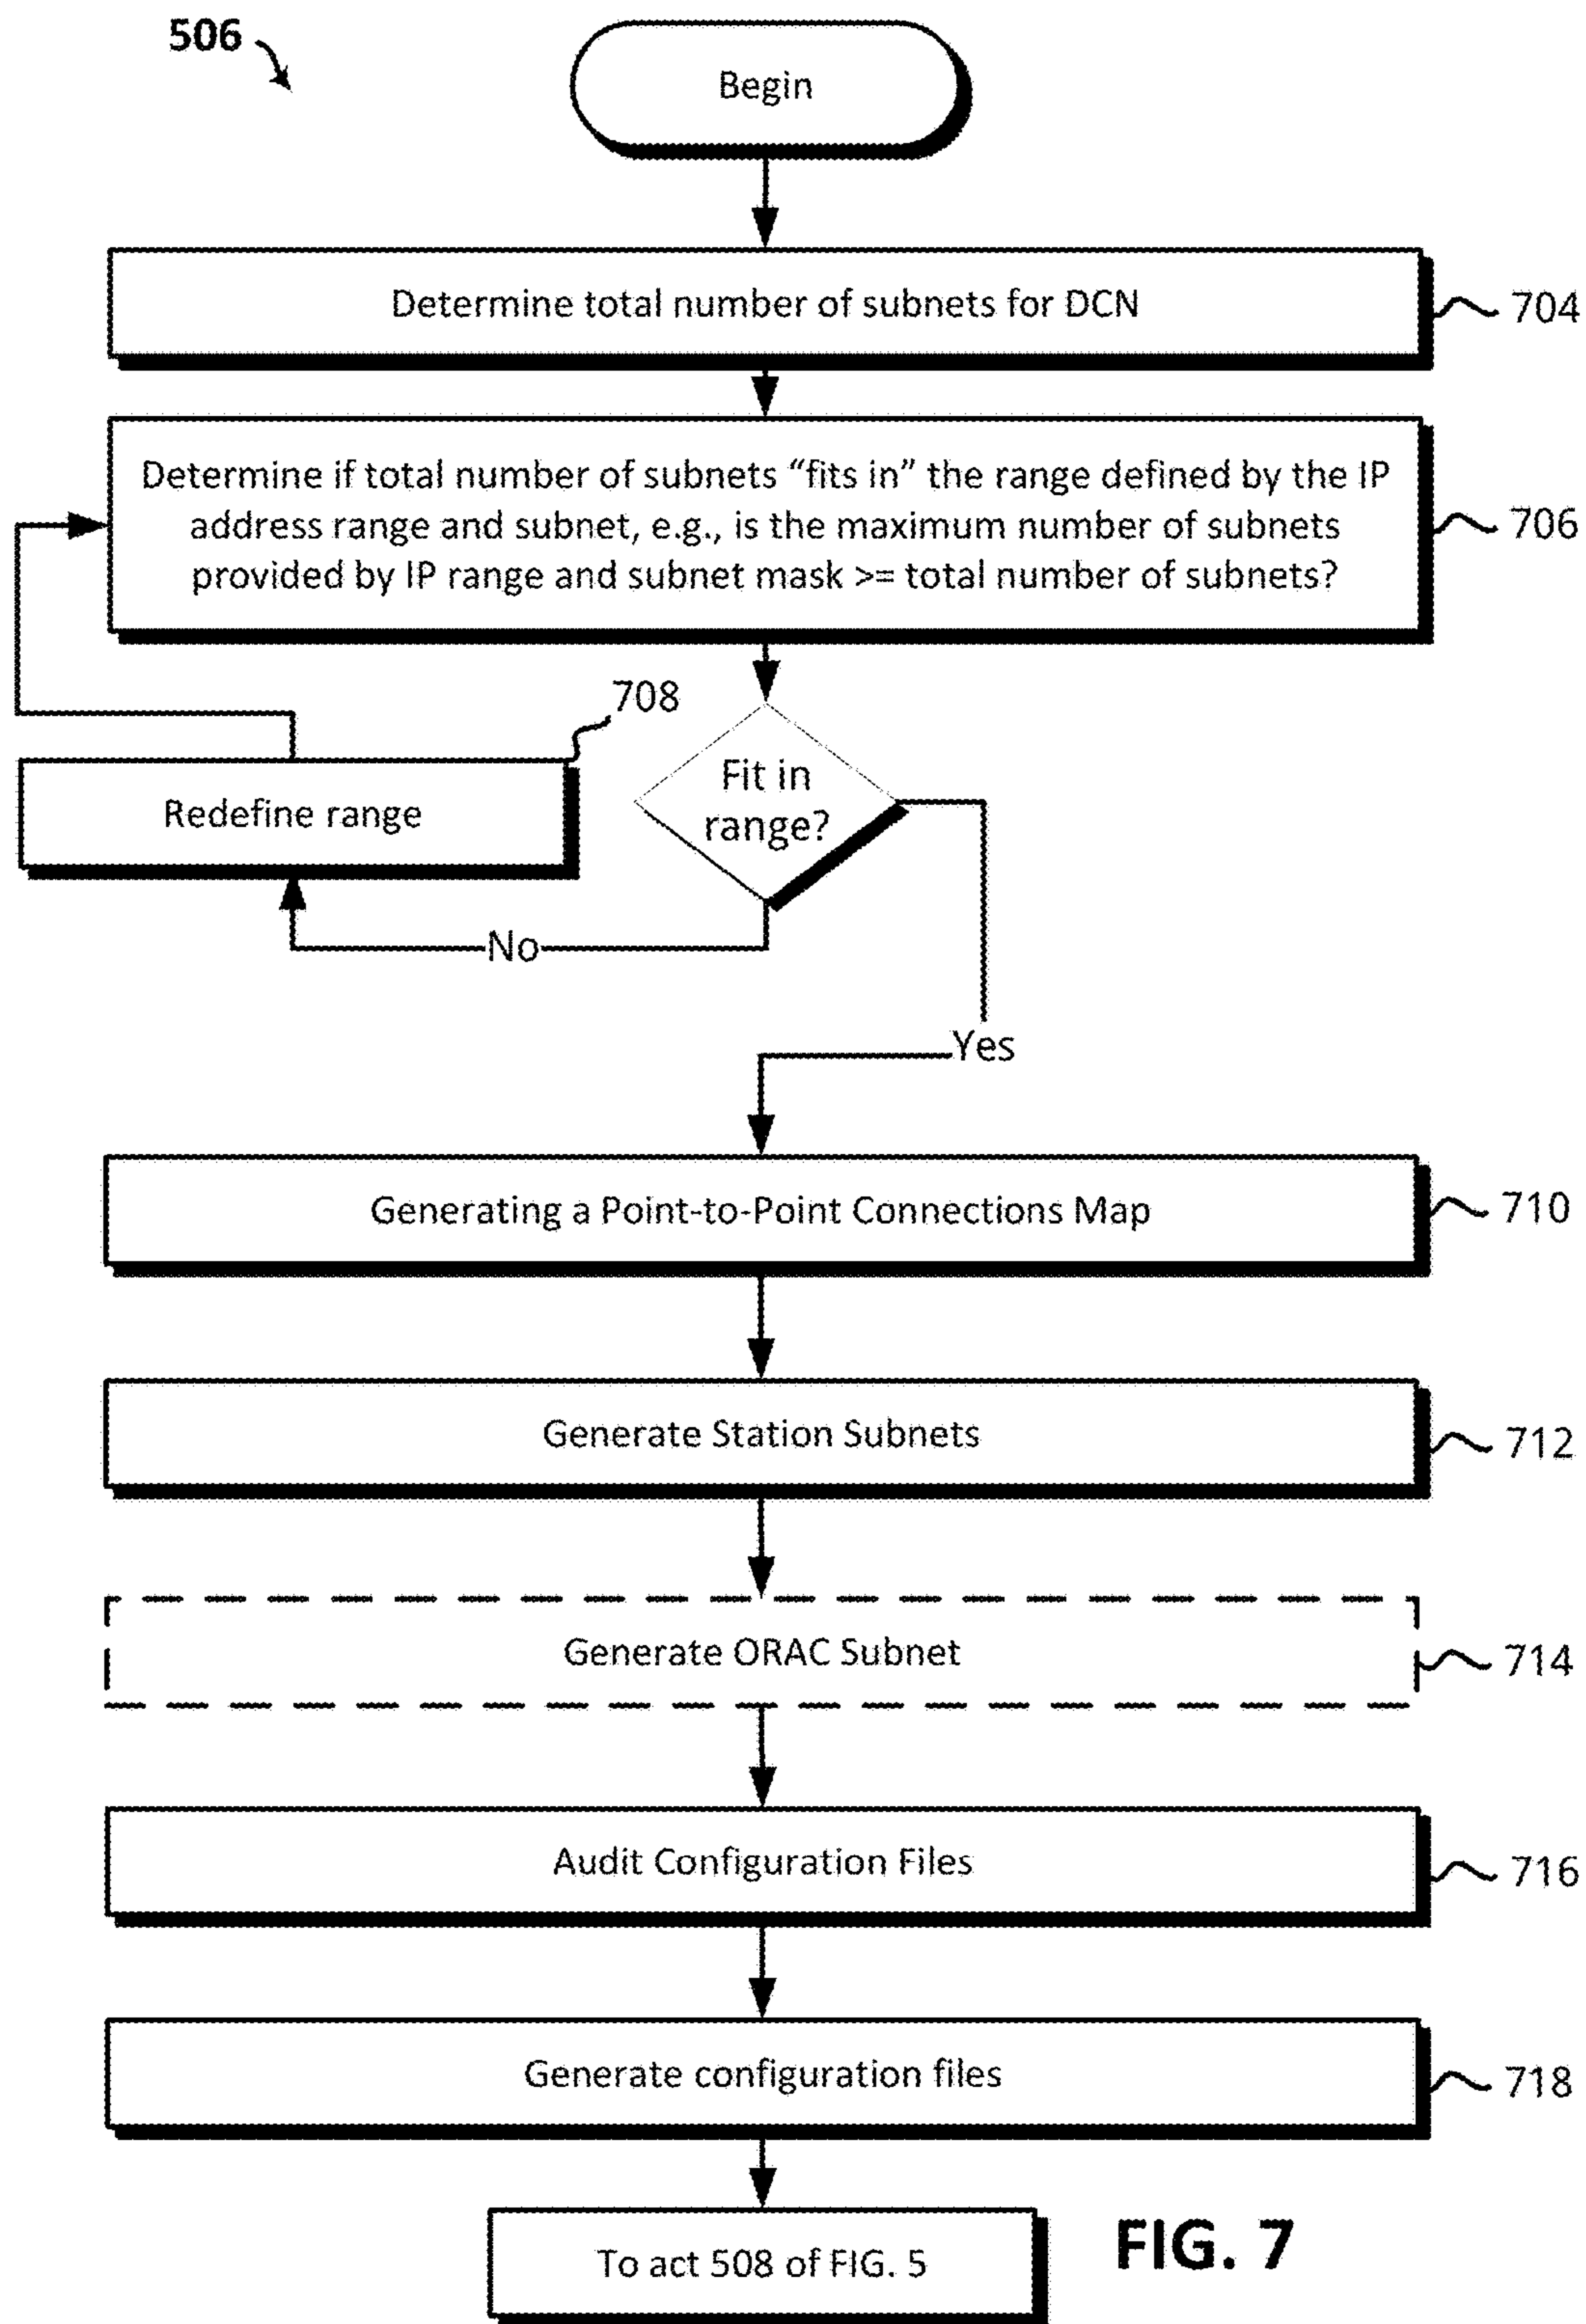 506
Begin
Determine total number of subnets for DCN
704
Determine if total number of subnets “fits in” the range defined by the IP
address range and subnet, e.g., is the maximum number of subnets
provided by IP range and subnet mask >= total number of subnets?
706
708
Redefine range
Fit in
range?
No
Yes
Generating a Point-to-Point Connections Map
710
Generate Station Subnets
712
Generate ORAC Subnet
714
Audit Configuration Files
716
Generate configuration files
718
To act 508 of FIG. 5
FIG. 7